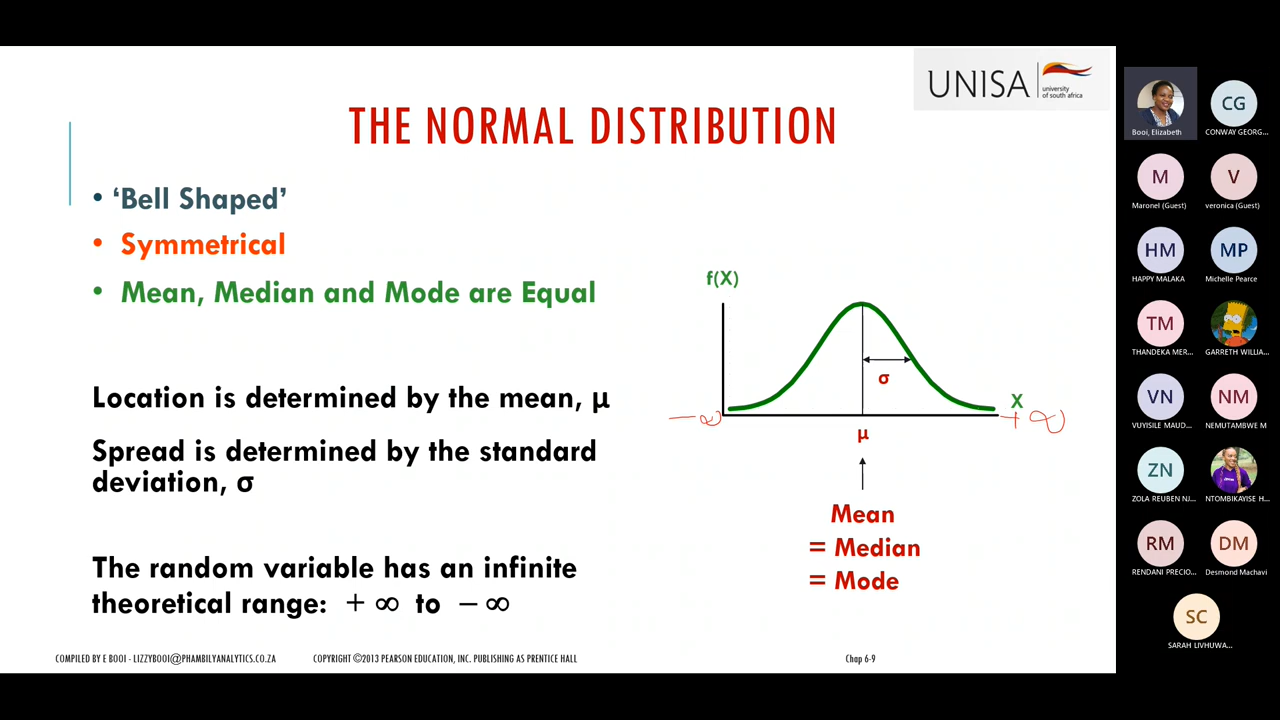 UNISA
university
of south africa
THE NORMAL DISTRIBUTION
• ‘Bell Shaped’
• Symmetrical
• Mean, Median and Mode are Equal
Location is determined by the mean, μ
Spread is determined by the standard
deviation, σ
The random variable has an infinite
theoretical range: + ∞ to − ∞
f(X)
σ
X
− ∞
+ ∞
μ
Mean
= Median
= Mode
COMPILED BY E BOOI - LIZZYBOOI@PHAMBILYANALYTICS.CO.ZA
COPYRIGHT ©2013 PEARSON EDUCATION, INC. PUBLISHING AS PRENTICE HALL
Chap 6-9
Booi, Elizabeth
CG
CONWAY GEORG...
M
Maronel (Guest)
V
veronica (Guest)
HM
HAPPY MALAKA
MP
Michelle Pearce
TM
THANDEKA MER...
GARRETH WILLIA...
VN
VUYISILE MAUD...
NM
NEMUTAMBWE M
ZN
ZOLA REUBEN NJ...
NTOMBIKAYISE H...
RM
RENDANI PRECIO...
DM
Desmond Machavi
SC
SARAH LIVHUWA...